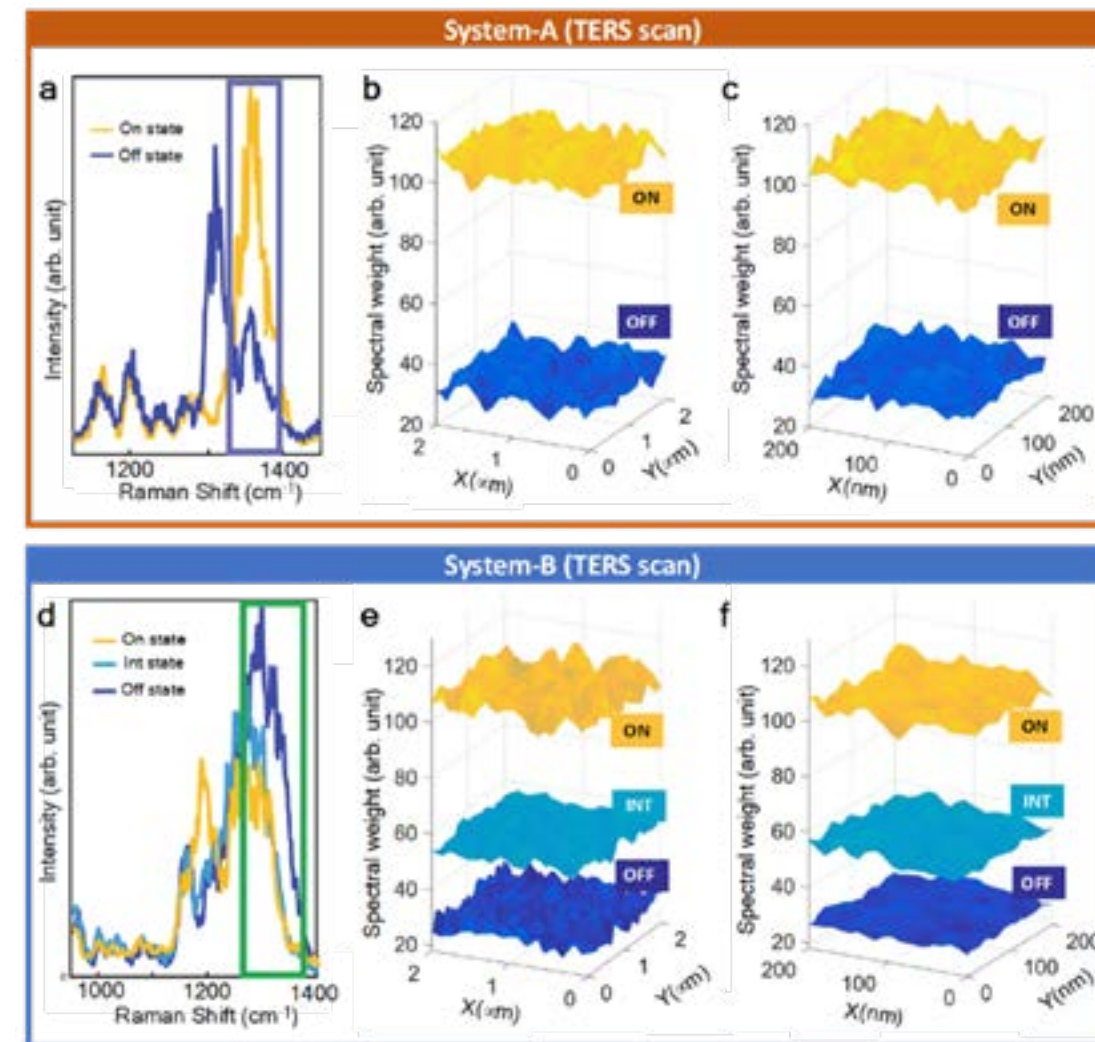 System-A (TERS scan)
a
On state
Off state
Intensity (arb. unit)
1200
1400
Raman Shift (cm⁻¹)
b
Spectral weight (arb. unit)
120
100
80
60
40
20
ON
OFF
2
1
0
X(∝m)
0
1
2
Y(∝m)
c
Spectral weight (arb. unit)
120
100
80
60
40
20
ON
OFF
200
100
0
X(nm)
0
100
200
Y(nm)
System-B (TERS scan)
d
On state
Int state
Off state
Intensity (arb. unit)
1000
1200
1400
Raman Shift (cm⁻¹)
e
Spectral weight (arb. unit)
120
100
80
60
40
20
ON
INT
OFF
2
1
0
X(∝m)
0
1
2
Y(∝m)
f
Spectral weight (arb. unit)
120
100
80
60
40
20
ON
INT
OFF
200
100
0
X(nm)
0
100
200
Y(nm)